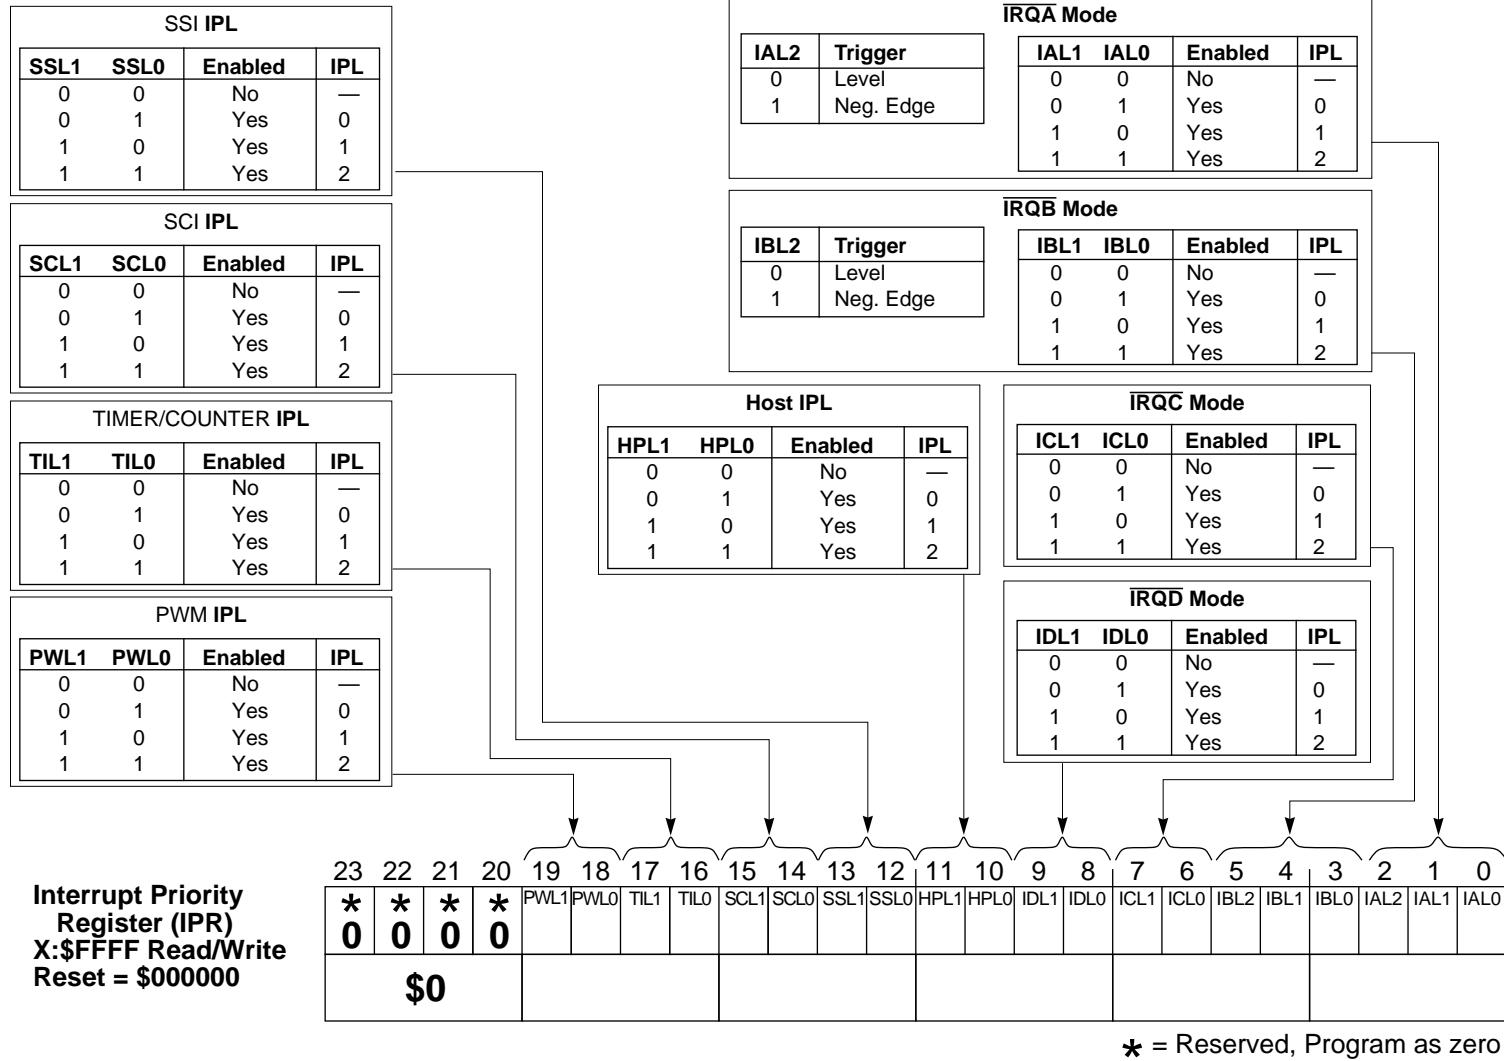 SSI IPL
SSL1 SSL0 Enabled IPL
0 0 No —
0 1 Yes 0
1 0 Yes 1
1 1 Yes 2
SCI IPL
SCL1 SCL0 Enabled IPL
0 0 No —
0 1 Yes 0
1 0 Yes 1
1 1 Yes 2
TIMER/COUNTER IPL
TIL1 TIL0 Enabled IPL
0 0 No —
0 1 Yes 0
1 0 Yes 1
1 1 Yes 2
PWM IPL
PWL1 PWL0 Enabled IPL
0 0 No —
0 1 Yes 0
1 0 Yes 1
1 1 Yes 2
IRQA Mode
IAL2 Trigger
0 Level
1 Neg. Edge
IAL1 IAL0 Enabled IPL
0 0 No —
0 1 Yes 0
1 0 Yes 1
1 1 Yes 2
IRQB Mode
IBL2 Trigger
0 Level
1 Neg. Edge
IBL1 IBL0 Enabled IPL
0 0 No —
0 1 Yes 0
1 0 Yes 1
1 1 Yes 2
Host IPL
HPL1 HPL0 Enabled IPL
0 0 No —
0 1 Yes 0
1 0 Yes 1
1 1 Yes 2
IRQC Mode
ICL1 ICL0 Enabled IPL
0 0 No —
0 1 Yes 0
1 0 Yes 1
1 1 Yes 2
IRQD Mode
IDL1 IDL0 Enabled IPL
0 0 No —
0 1 Yes 0
1 0 Yes 1
1 1 Yes 2
Interrupt Priority
Register (IPR)
X:$FFFF Read/Write
Reset = $000000
23 22 21 20 19 18 17 16 15 14 13 12 11 10 9 8 7 6 5 4 3 2 1 0
* * * * PWL1 PWL0 TIL1 TIL0 SCL1 SCL0 SSL1 SSL0 HPL1 HPL0 IDL1 IDL0 ICL1 ICL0 IBL2 IBL1 IBL0 IAL2 IAL1 IAL0
0 0 0 0
$0
* = Reserved, Program as zero